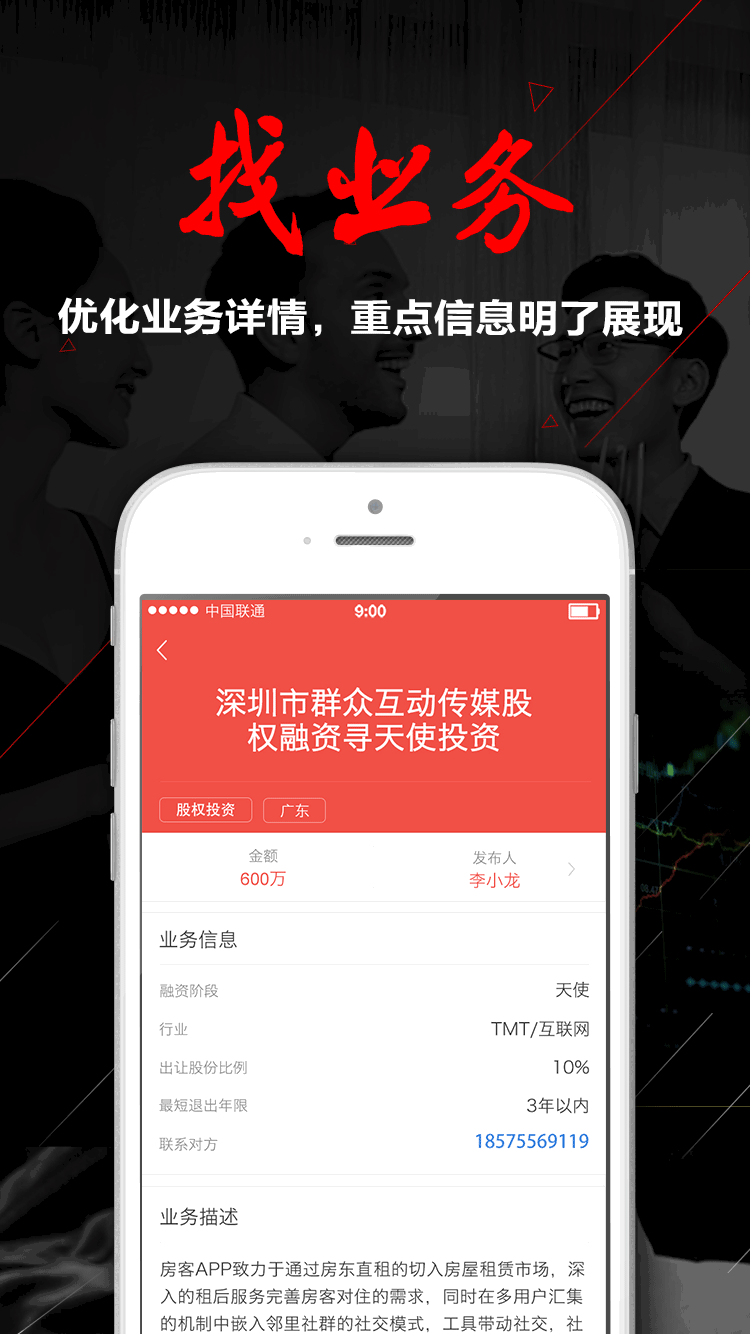 找业务
优化业务详情，重点信息明了展现
中国联通 9:00
深圳市群众互动传媒股
权融资寻天使投资
股权投资 广东
金额 发布人
600万 李小龙
业务信息
融资阶段 天使
行业 TMT/互联网
出让股份比例 10%
最短退出年限 3年以内
联系对方 18575569119
业务描述
房客APP致力于通过房东直租的切入房屋租赁市场，深
入的租后服务完善房客对住的需求，同时在多用户汇集
的机制中嵌入邻里社群的社交模式，工具带动社交，社